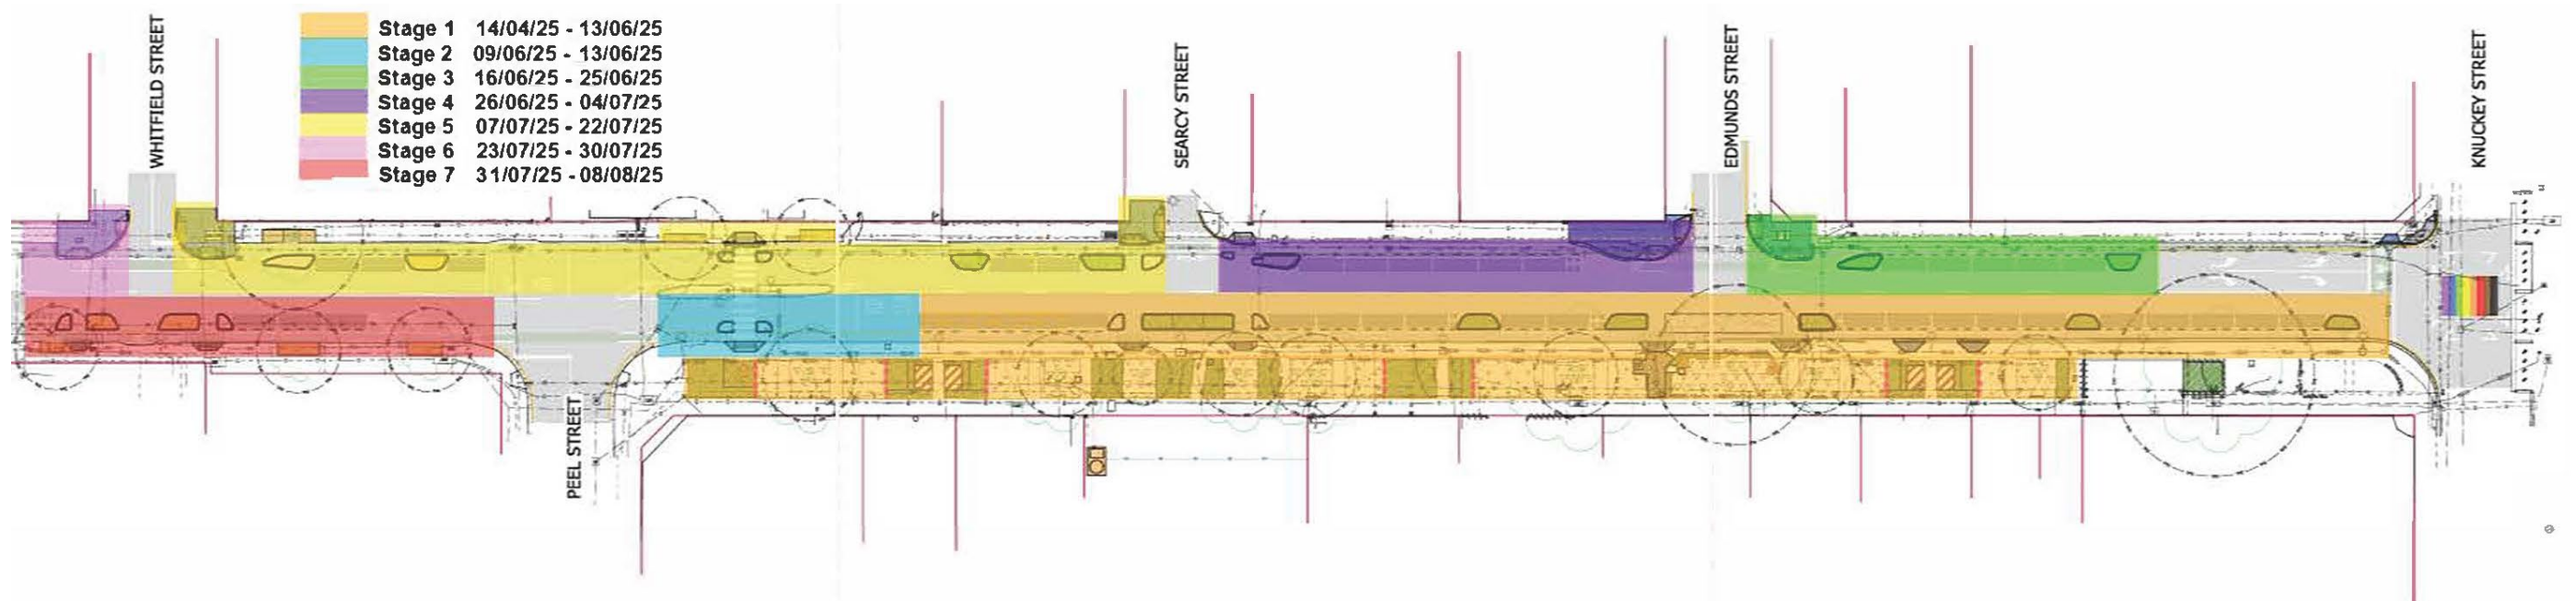 Stage 1 14/04/25 - 13/06/25
Stage 2 09/06/25 - 13/06/25
Stage 3 16/06/25 - 25/06/25
Stage 4 26/06/25 - 04/07/25
Stage 5 07/07/25 - 22/07/25
Stage 6 23/07/25 - 30/07/25
Stage 7 31/07/25 - 08/08/25
WHITFIELD STREET
SEARCY STREET
EDMUNDS STREET
KNUCKEY STREET
PEEL STREET